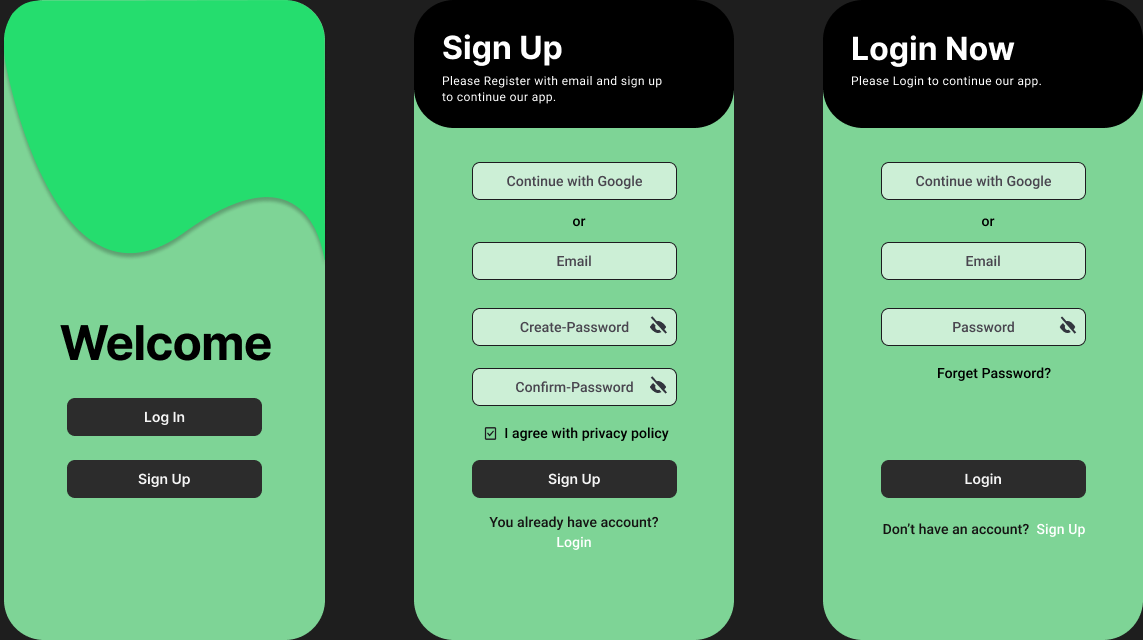 Welcome
Log In
Sign Up
Sign Up
Please Register with email and sign up
to continue our app.
Continue with Google
or
Email
Create-Password
Confirm-Password
I agree with privacy policy
Sign Up
You already have account?
Login
Login Now
Please Login to continue our app.
Continue with Google
or
Email
Password
Forget Password?
Login
Don’t have an account? Sign Up